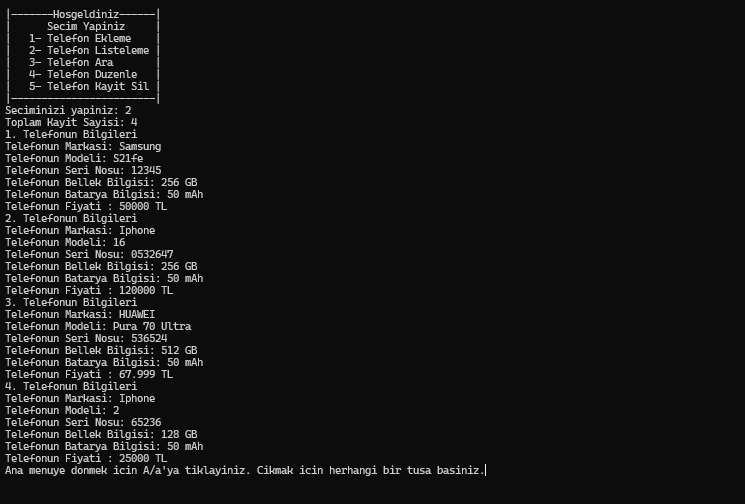 |-------Hosgeldiniz------|
|      Secim Yapiniz     |
|   1- Telefon Ekleme    |
|   2- Telefon Listeleme |
|   3- Telefon Ara       |
|   4- Telefon Duzenle   |
|   5- Telefon Kayit Sil |
|------------------------|
Seciminizi yapiniz: 2
Toplam Kayit Sayisi: 4
1. Telefonun Bilgileri
Telefonun Markasi: Samsung
Telefonun Modeli: S21fe
Telefonun Seri Nosu: 12345
Telefonun Bellek Bilgisi: 256 GB
Telefonun Batarya Bilgisi: 50 mAh
Telefonun Fiyati : 50000 TL
2. Telefonun Bilgileri
Telefonun Markasi: Iphone
Telefonun Modeli: 16
Telefonun Seri Nosu: 0532647
Telefonun Bellek Bilgisi: 256 GB
Telefonun Batarya Bilgisi: 50 mAh
Telefonun Fiyati : 120000 TL
3. Telefonun Bilgileri
Telefonun Markasi: HUAWEI
Telefonun Modeli: Pura 70 Ultra
Telefonun Seri Nosu: 536524
Telefonun Bellek Bilgisi: 512 GB
Telefonun Batarya Bilgisi: 50 mAh
Telefonun Fiyati : 67.999 TL
4. Telefonun Bilgileri
Telefonun Markasi: Iphone
Telefonun Modeli: 2
Telefonun Seri Nosu: 65236
Telefonun Bellek Bilgisi: 128 GB
Telefonun Batarya Bilgisi: 50 mAh
Telefonun Fiyati : 25000 TL
Ana menuye donmek icin A/a'ya tiklayiniz. Cikmak icin herhangi bir tusa basiniz.